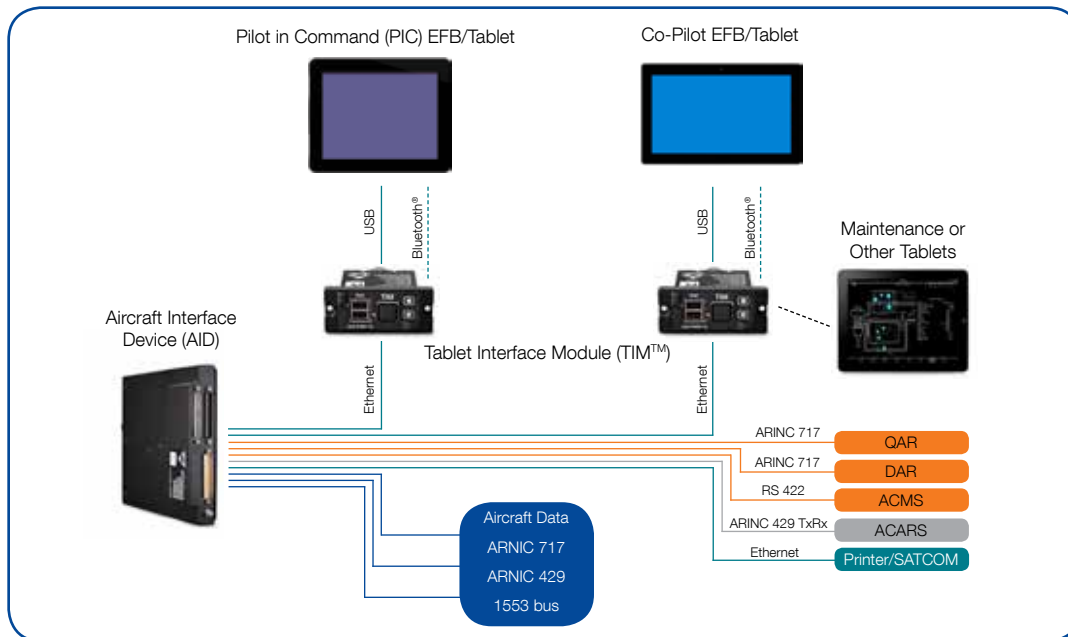 Pilot in Command (PIC) EFB/Tablet
Co-Pilot EFB/Tablet
USB
Bluetooth®
USB
Bluetooth®
Maintenance or
Other Tablets
TIM
TIM
Aircraft Interface
Device (AID)
Tablet Interface Module (TIM™)
Ethernet
Ethernet
ARINC 717
QAR
ARINC 717
DAR
RS 422
ACMS
ARINC 429 TxRx
ACARS
Ethernet
Printer/SATCOM
Aircraft Data
ARNIC 717
ARNIC 429
1553 bus